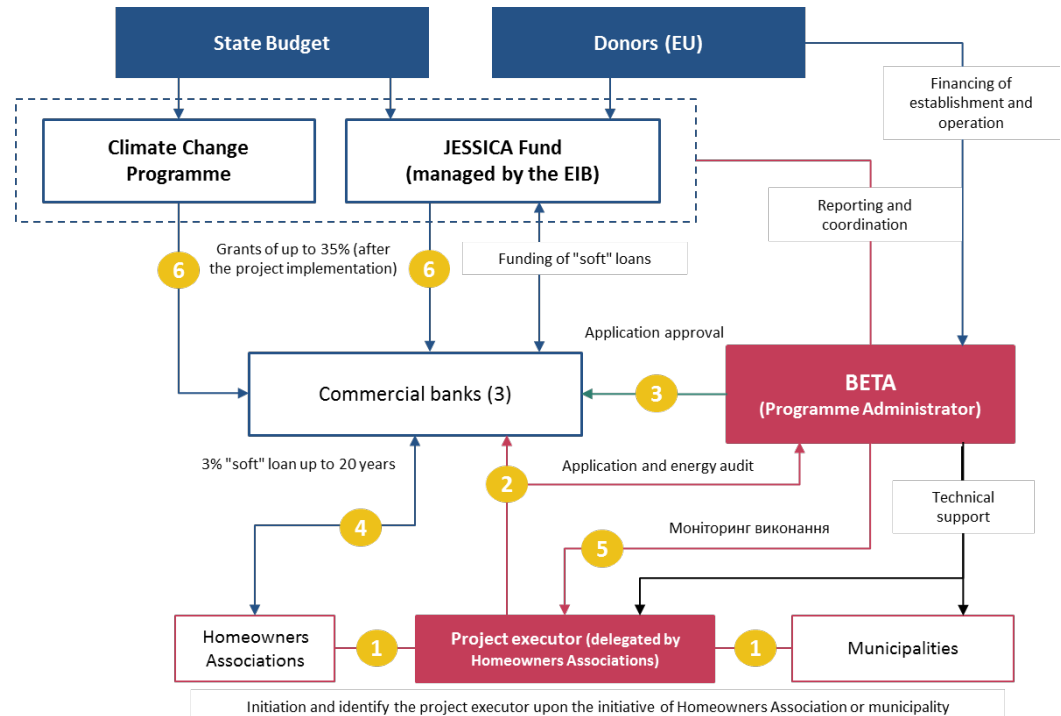 State Budget
Donors (EU)
Financing of
establishment and
operation
Climate Change
Programme
JESSICA Fund
(managed by the EIB)
Reporting and
coordination
Grants of up to 35% (after
the project implementation)
6
6
Funding of "soft" loans
Application approval
Commercial banks (3)
3
BETA
(Programme Administrator)
3% "soft" loan up to 20 years
2
Application and energy audit
Technical
support
4
Моніторинг виконання
5
Homeowners
Associations
1
Project executor (delegated by
Homeowners Associations)
1
Municipalities
Initiation and identify the project executor upon the initiative of Homeowners Association or municipality